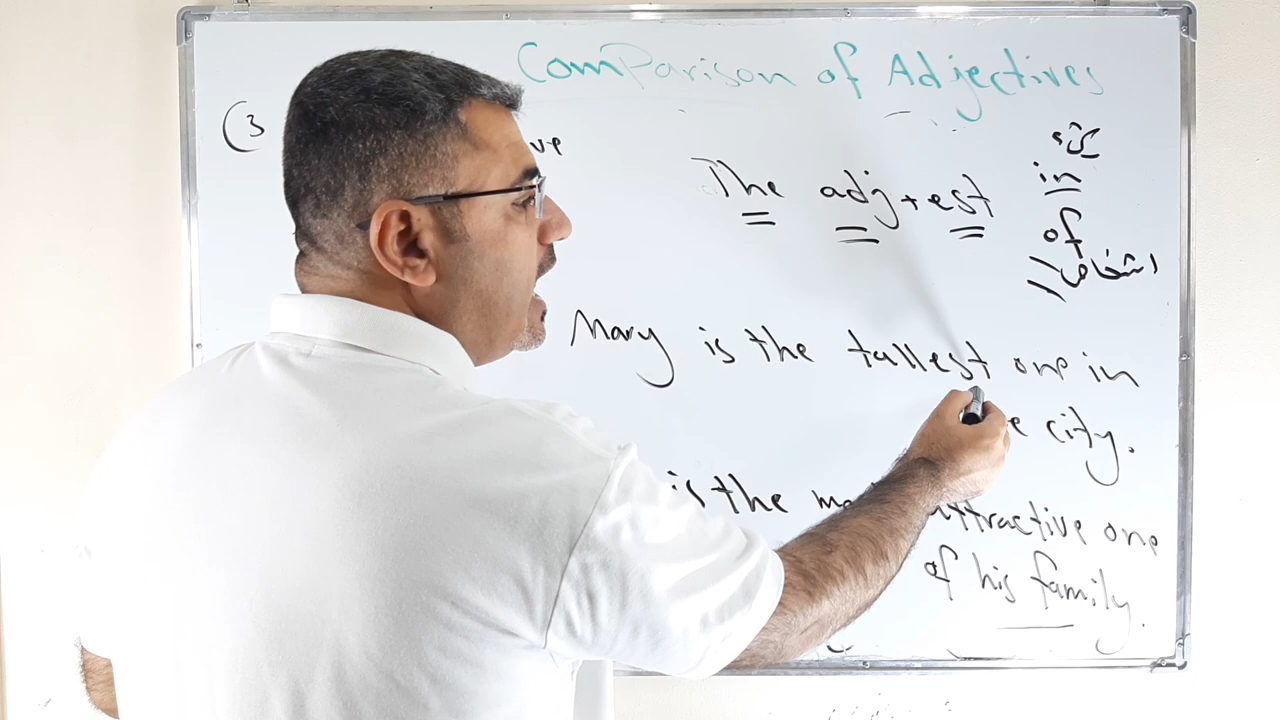 ComParison of Adjectives
3
ve
The adj + est
in
of
اشخاص
Mary is the tallest one in
e city.
is the attractive one
of his family.